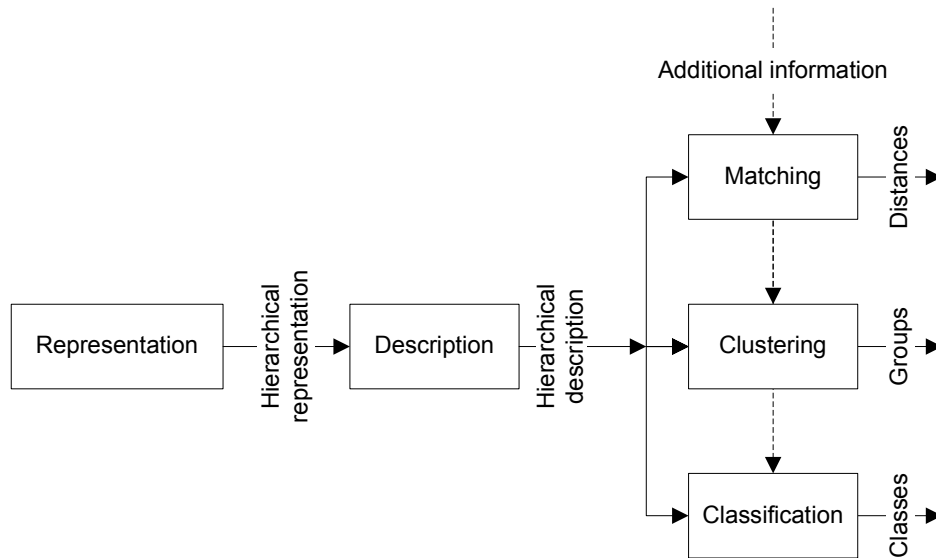 Additional information
Matching
Distances
Representation
Hierarchical
representation
Description
Hierarchical
description
Clustering
Groups
Classification
Classes